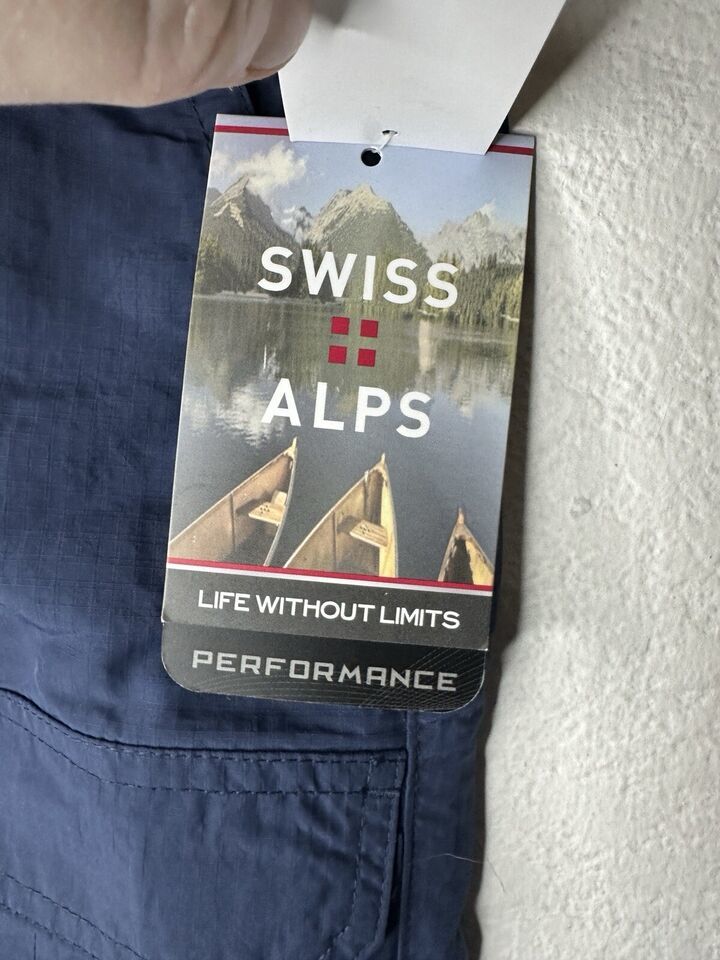 SWISS
ALPS
LIFE WITHOUT LIMITS
PERFORMANCE